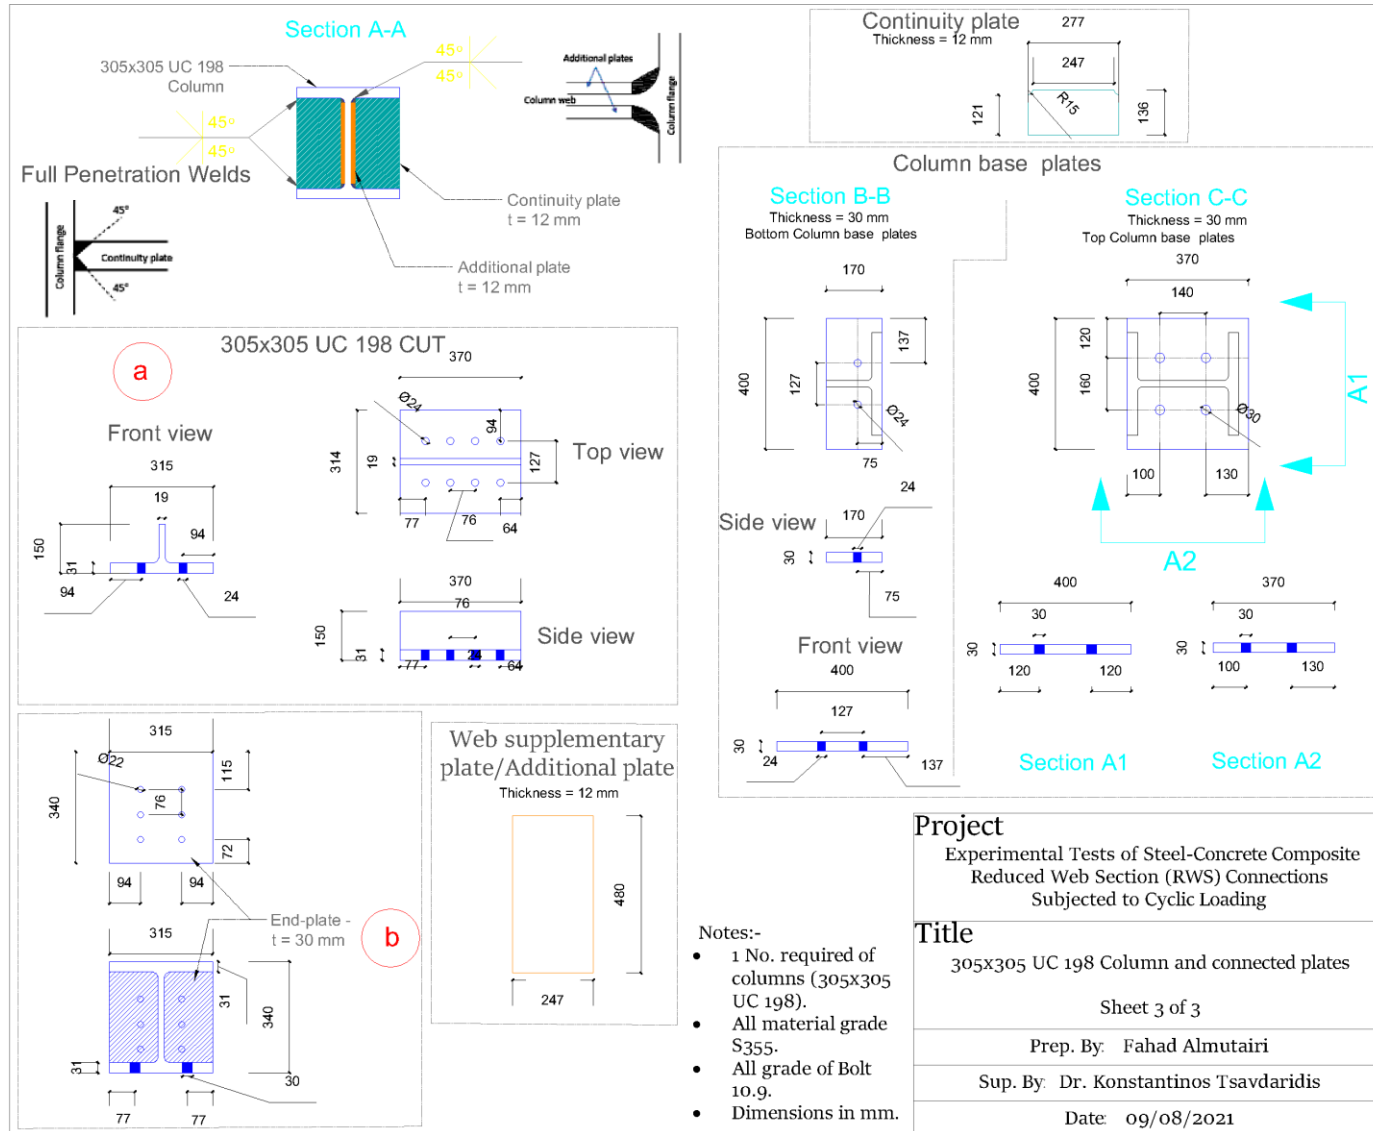 Section A-A
45°
45°
305x305 UC 198
Column
45°
45°
Full Penetration Welds
Additional plates
Column web
Column flange
Continuity plate
t = 12 mm
Additional plate
t = 12 mm
45°
Column flange
Continuity plate
45°
Continuity plate
Thickness = 12 mm
277
247
R15
121
136
Column base plates
Section B-B
Thickness = 30 mm
Bottom Column base plates
170
400
127
137
Ø24
75
24
Side view
170
30
75
Front view
400
127
30
24
137
Section C-C
Thickness = 30 mm
Top Column base plates
370
140
120
160
400
Ø30
100
130
A1
A2
400
30
30
120
120
Section A1
370
30
30
100
130
Section A2
305x305 UC 198 CUT
a
Front view
315
19
94
150
31
94
24
370
Ø24
94
314
19
127
Top view
77
76
64
370
76
150
31
Side view
77
24
64
315
Ø22
115
76
340
72
94
94
End-plate -
t = 30 mm
b
315
31
340
31
30
77
77
Web supplementary
plate/Additional plate
Thickness = 12 mm
480
247
Notes:-
• 1 No. required of
columns (305x305
UC 198).
• All material grade
S355.
• All grade of Bolt
10.9.
• Dimensions in mm.
Project
Experimental Tests of Steel-Concrete Composite
Reduced Web Section (RWS) Connections
Subjected to Cyclic Loading
Title
305x305 UC 198 Column and connected plates
Sheet 3 of 3
Prep. By: Fahad Almutairi
Sup. By: Dr. Konstantinos Tsavdaridis
Date: 09/08/2021